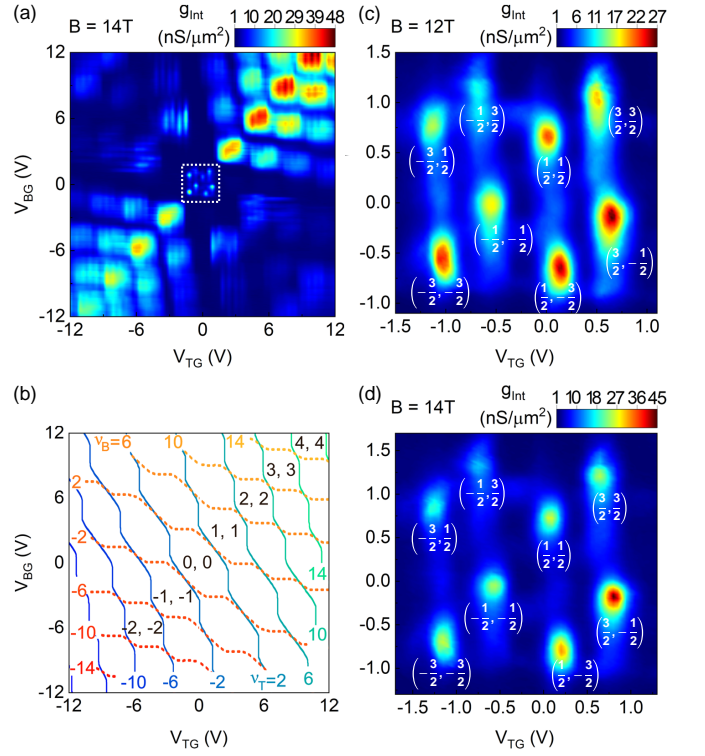 (a)
B = 14T
g_Int
(nS/μm²)
1 10 20 29 39 48
12
6
0
-6
-12
V_BG (V)
-12 -6 0 6 12
V_TG (V)
(c)
B = 12T
g_Int
(nS/μm²)
1 6 11 17 22 27
1.5
1.0
0.5
0.0
-0.5
-1.0
(-3/2, 1/2)
(-1/2, 3/2)
(1/2, 1/2)
(3/2, 3/2)
(-3/2, -3/2)
(-1/2, -1/2)
(1/2, -3/2)
(3/2, -1/2)
-1.5 -1.0 -0.5 0.0 0.5 1.0
V_TG (V)
(b)
12
6
0
-6
-12
V_BG (V)
ν_B=6 10 14 4, 4
2 3, 3
2, 2
-2 1, 1
0, 0 14
-6 -1, -1
-10 -2, -2 10
-14 -10 -6 -2 ν_T=2 6
-12 -6 0 6 12
V_TG (V)
(d)
B = 14T
g_Int
(nS/μm²)
1 10 18 27 36 45
1.5
1.0
0.5
0.0
-0.5
-1.0
(-3/2, 1/2)
(-1/2, 3/2)
(1/2, 1/2)
(3/2, 3/2)
(-3/2, -3/2)
(-1/2, -1/2)
(1/2, -3/2)
(3/2, -1/2)
-1.5 -1.0 -0.5 0.0 0.5 1.0
V_TG (V)